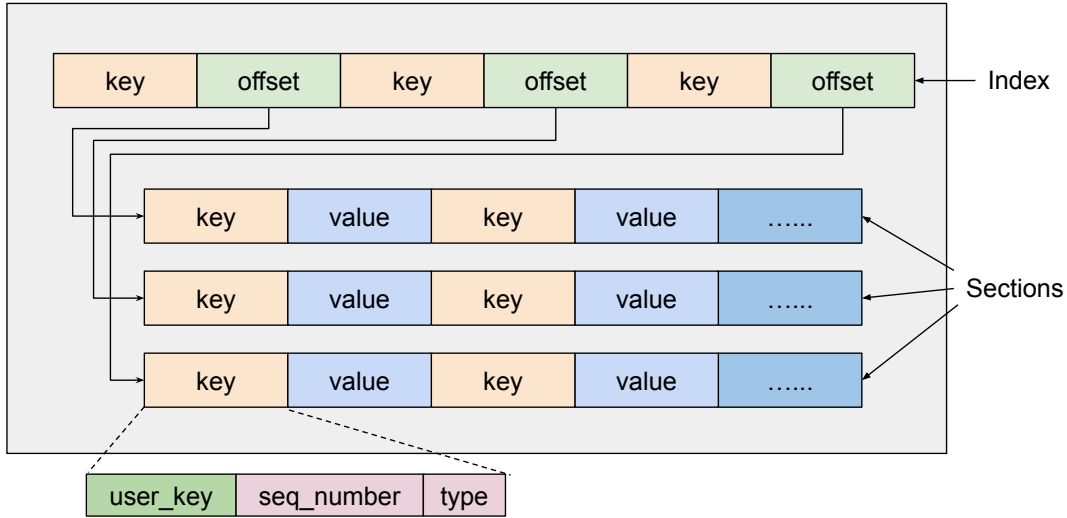 key offset key offset key offset Index
key value key value …...
key value key value …... Sections
key value key value …...
user_key seq_number type